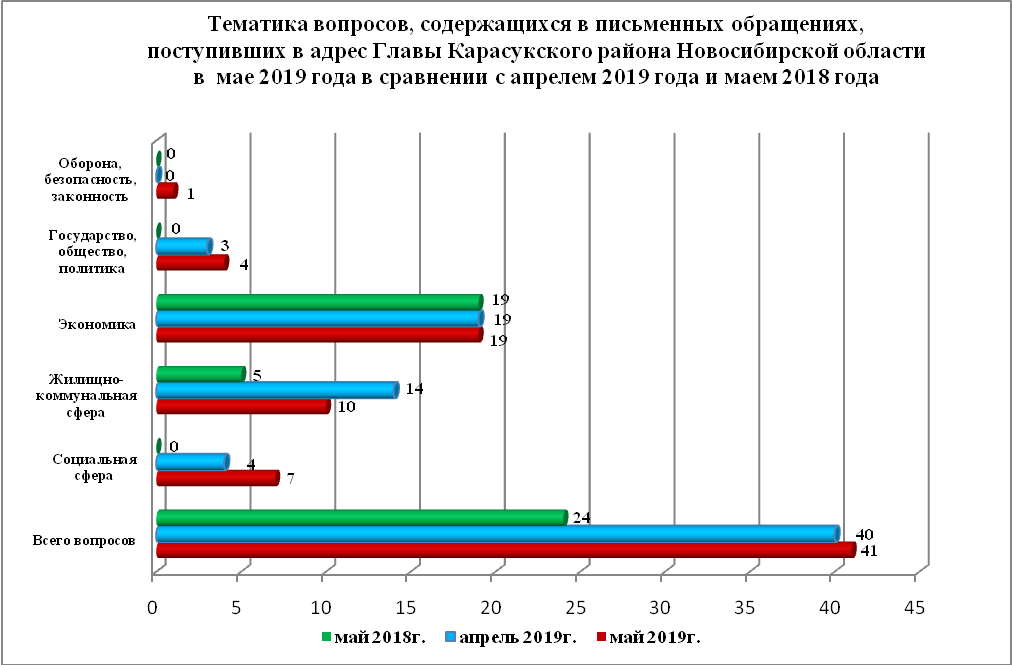 Тематика вопросов, содержащихся в письменных обращениях,
поступивших в адрес Главы Карасукского района Новосибирской области
в мае 2019 года в сравнении с апрелем 2019 года и маем 2018 года
Оборона,
безопасность,
законность
0
0
1
Государство,
общество,
политика
0
3
4
Экономика
19
19
19
Жилищно-
коммунальная
сфера
5
14
10
Социальная
сфера
0
4
7
Всего вопросов
24
40
41
0 5 10 15 20 25 30 35 40 45
май 2018г. апрель 2019г. май 2019г.